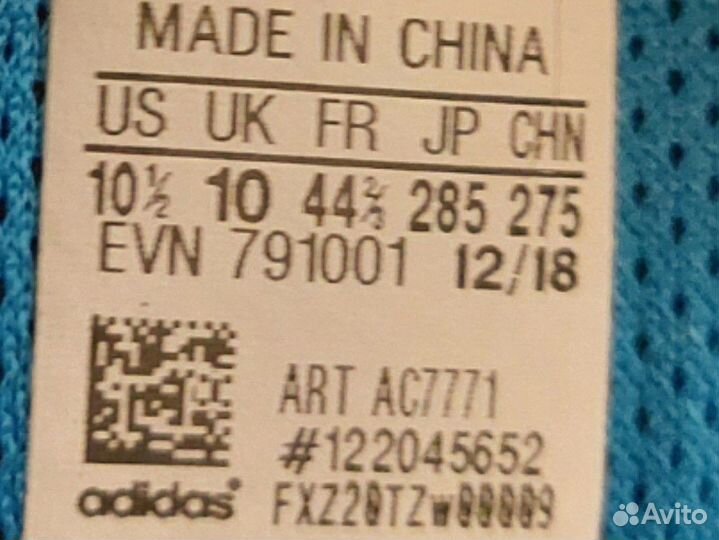 MADE IN CHINA
US UK FR JP CHN
10½ 10 44⅔ 285 275
EVN 791001 12/18
ART AC7771
#122045652
adidas® FXZ20TZw00009
Avito